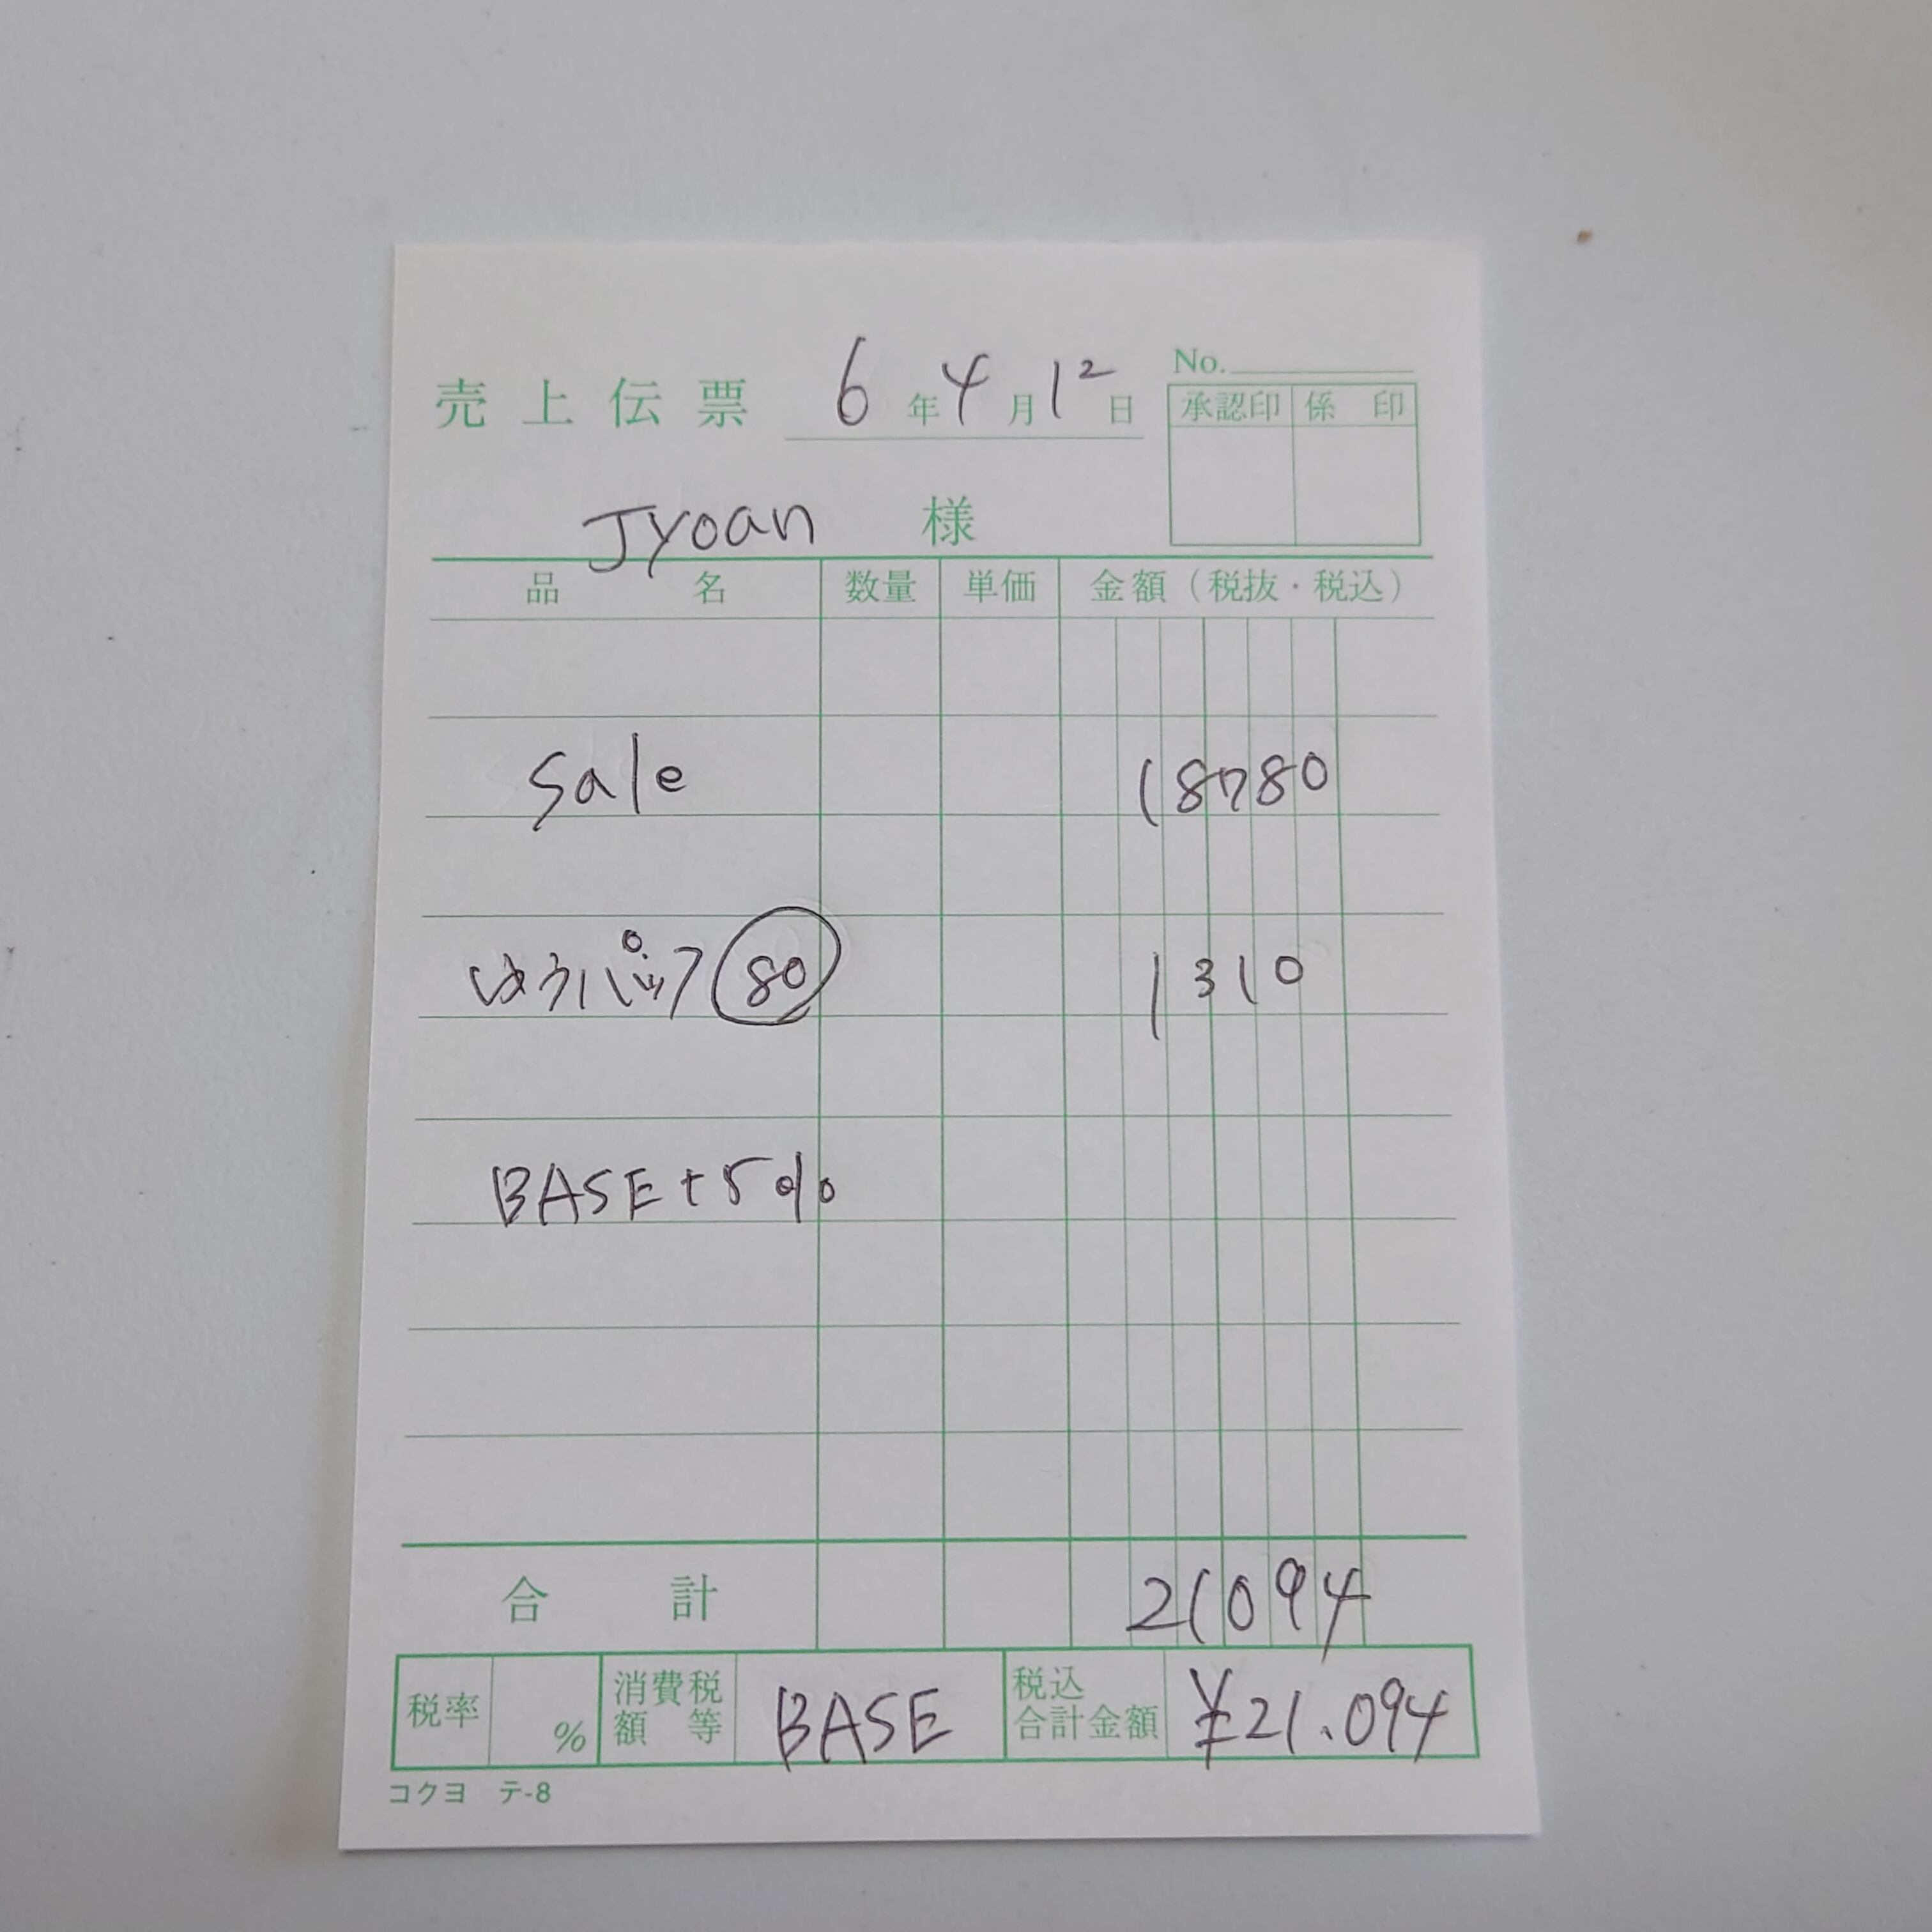 売上伝票 6年4月12日 No.
承認印 係印
Jyoan 様
品名 数量 単価 金額(税抜・税込)
Sale 18780
ゆうパック 80 1310
BASE+5%
合計 21094
税率 % 消費税額等 BASE 税込合計金額 ¥21.094
コクヨ テ-8